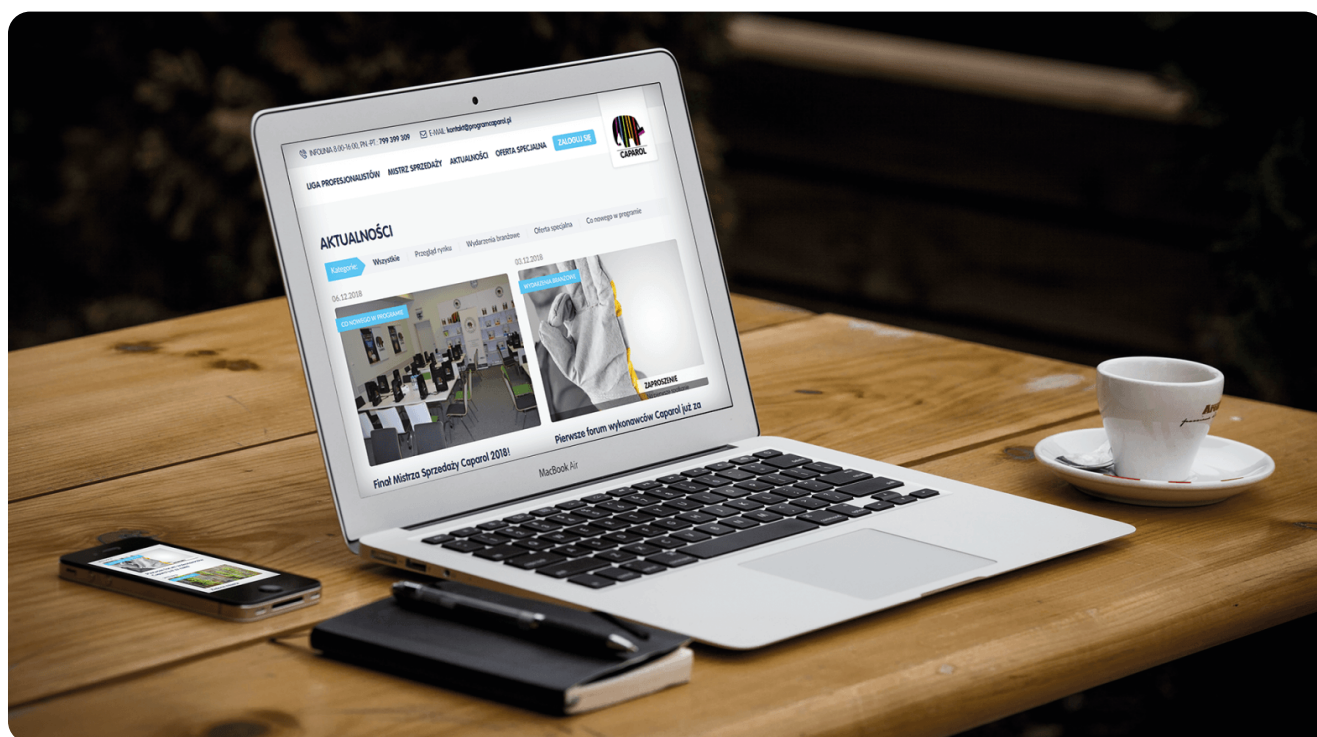 INFOLINIA 8:00-16:00, PN.-PT.: 799 399 309 E-MAIL kontakt@programcaparol.pl
LIGA PROFESJONALISTÓW MISTRZ SPRZEDAŻY AKTUALNOŚCI OFERTA SPECJALNA ZALOGUJ SIĘ
CAPAROL
AKTUALNOŚCI
Kategorie: Wszystkie Przegląd rynku Wydarzenia branżowe Oferta specjalna Co nowego w programie
06.12.2018
CO NOWEGO W PROGRAMIE
Finał Mistrza Sprzedaży Caparol 2018!
03.12.2018
WYDARZENIA BRANŻOWE
ZAPROSZENIE
Pierwsze forum wykonawców Caparol już za
MacBook Air